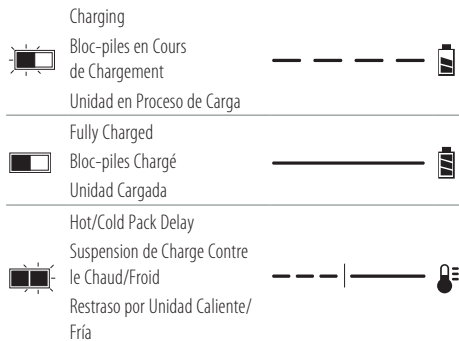 Charging
Bloc-piles en Cours
de Chargement
Unidad en Proceso de Carga
Fully Charged
Bloc-piles Chargé
Unidad Cargada
Hot/Cold Pack Delay
Suspension de Charge Contre
le Chaud/Froid
Restraso por Unidad Caliente/
Fría